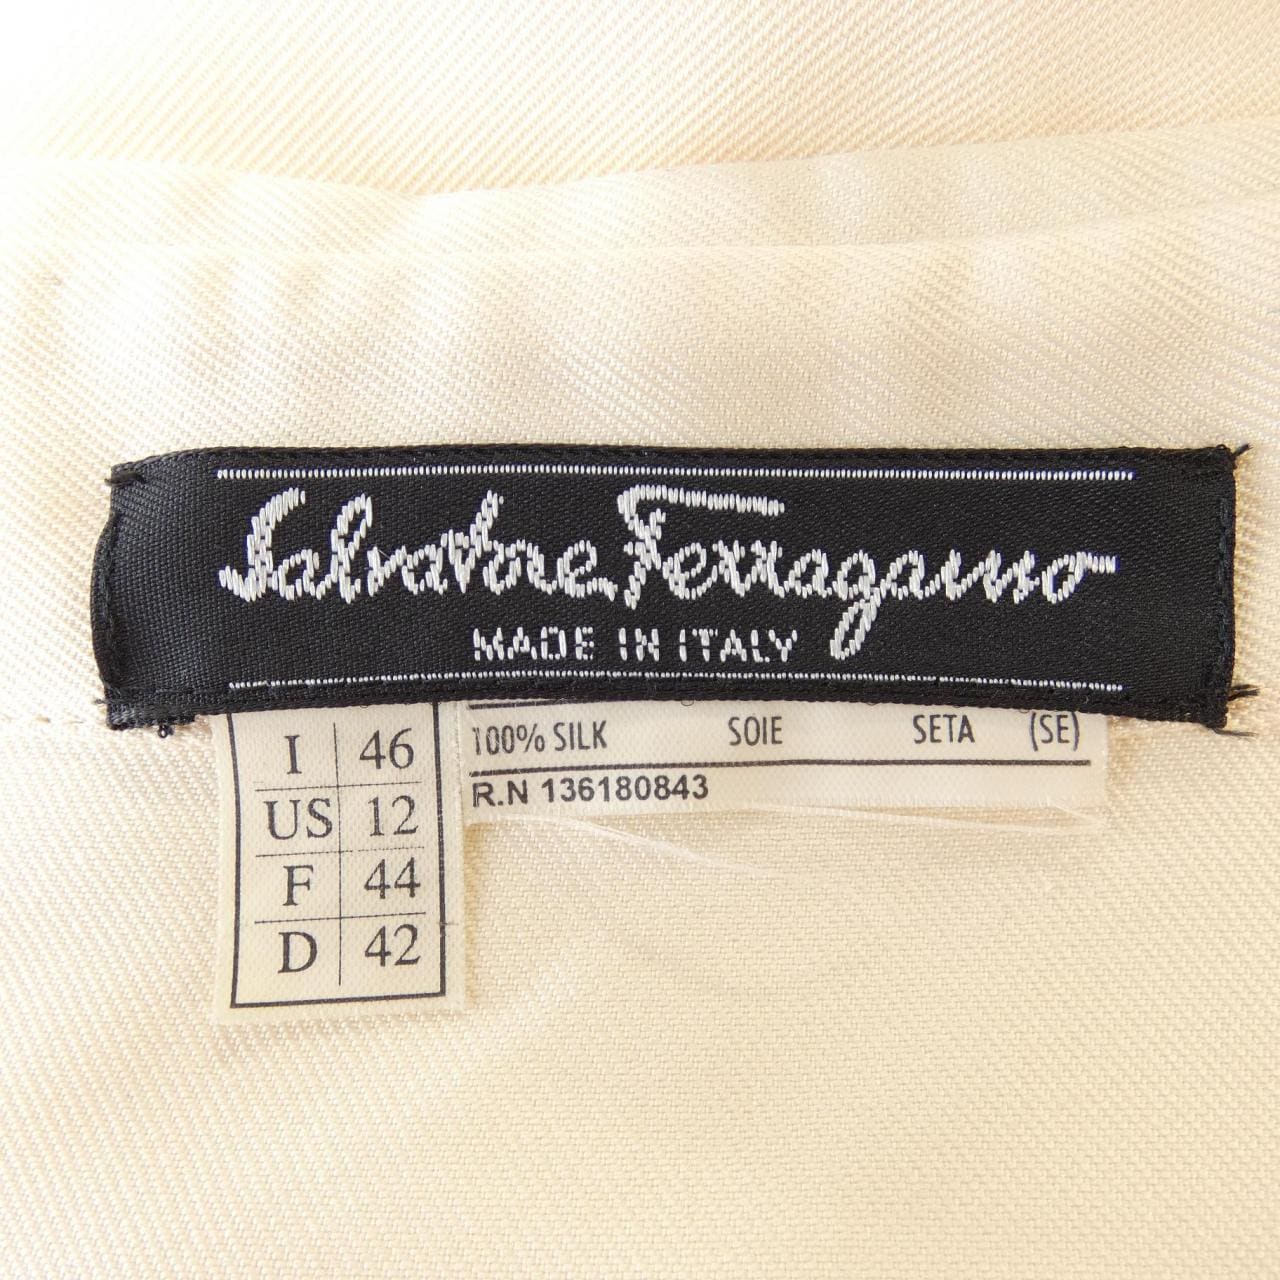 Salvatore Ferragamo
MADE IN ITALY
I 46
US 12
F 44
D 42
100% SILK SOIE SETA (SE)
R.N 136180843